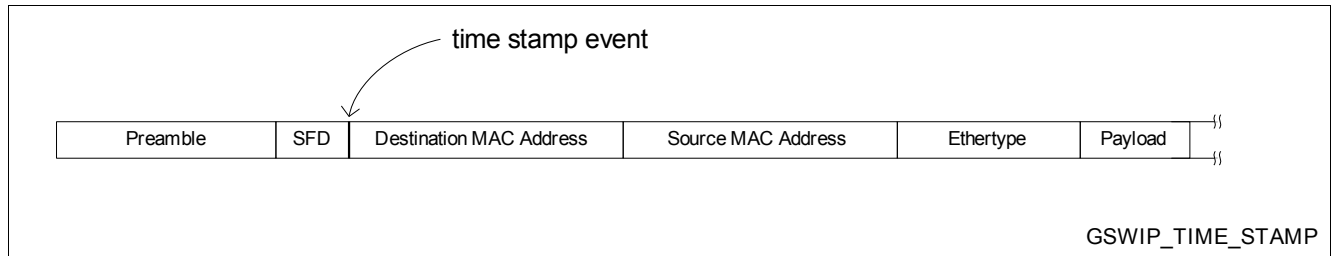 time stamp event
Preamble SFD Destination MAC Address Source MAC Address Ethertype Payload
GSWIP_TIME_STAMP